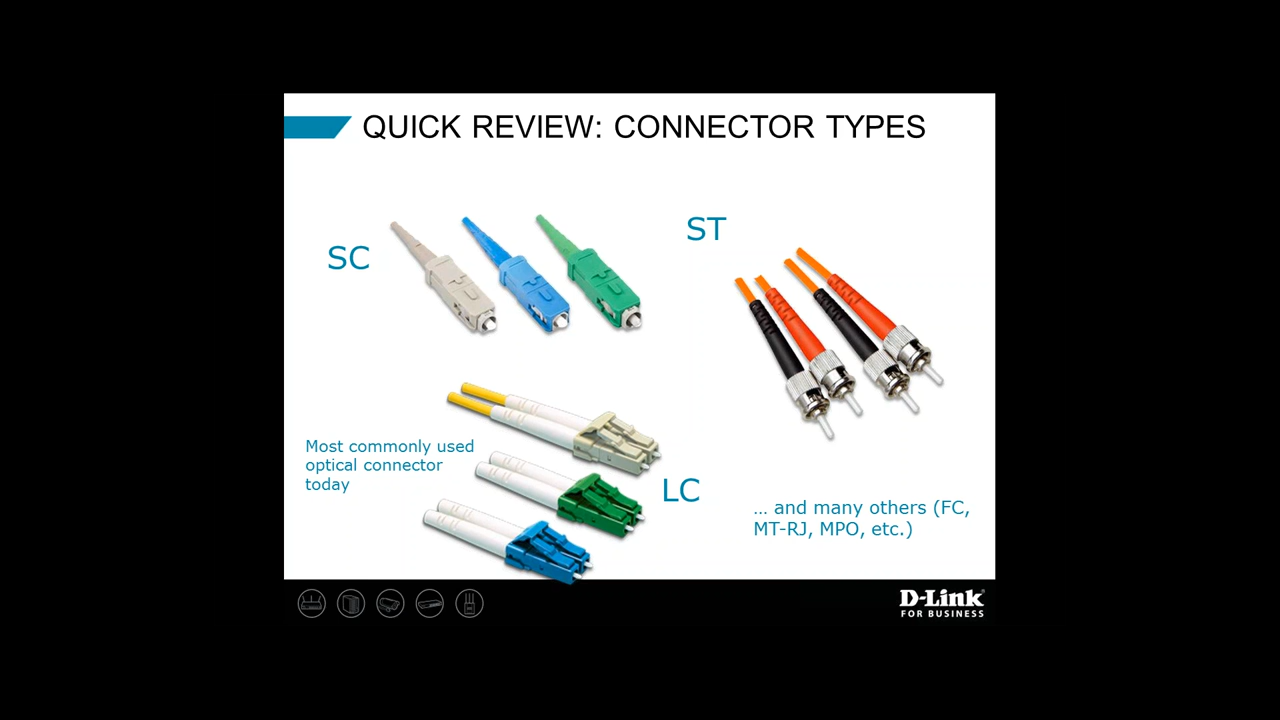 QUICK REVIEW: CONNECTOR TYPES
SC
ST
Most commonly used
optical connector
today
LC
... and many others (FC,
MT-RJ, MPO, etc.)
D-Link
FOR BUSINESS